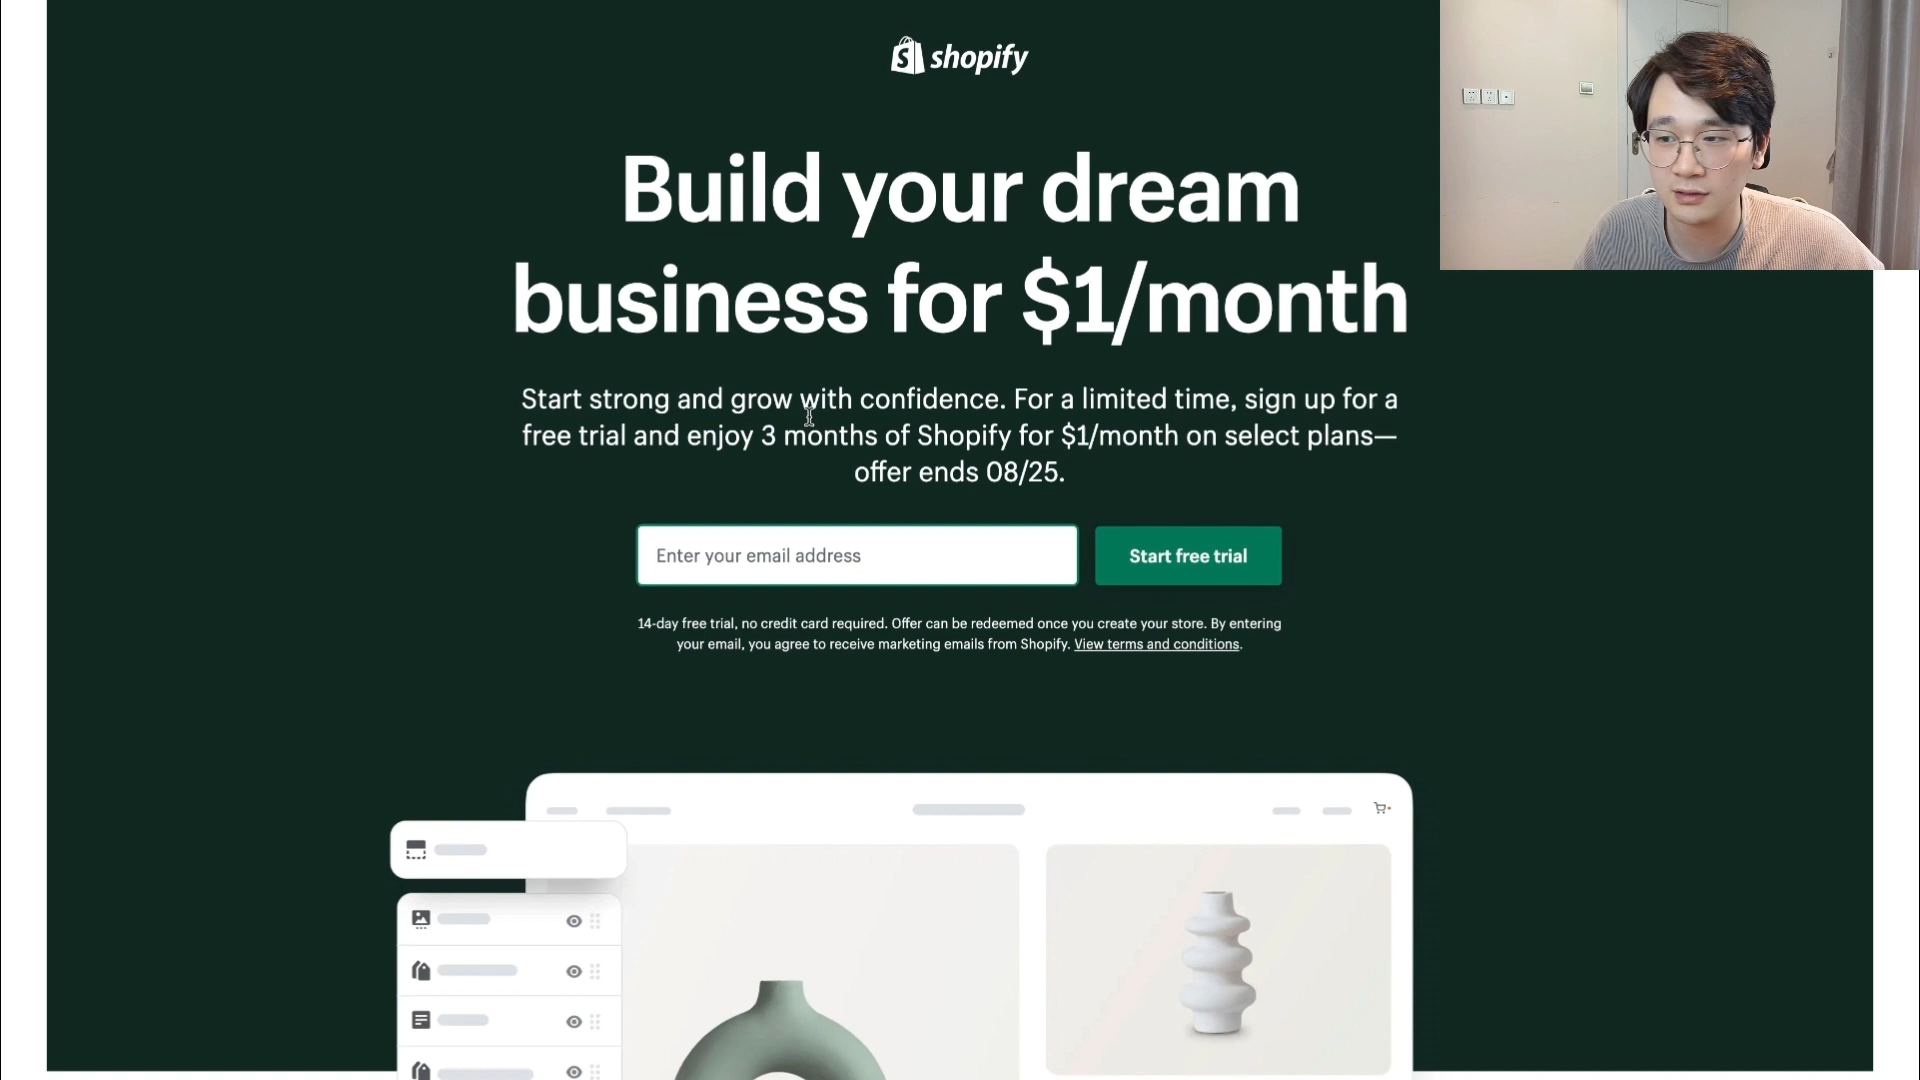 shopify
Build your dream
business for $1/month
Start strong and grow with confidence. For a limited time, sign up for a
free trial and enjoy 3 months of Shopify for $1/month on select plans—
offer ends 08/25.
Enter your email address
Start free trial
14-day free trial, no credit card required. Offer can be redeemed once you create your store. By entering
your email, you agree to receive marketing emails from Shopify. View terms and conditions.